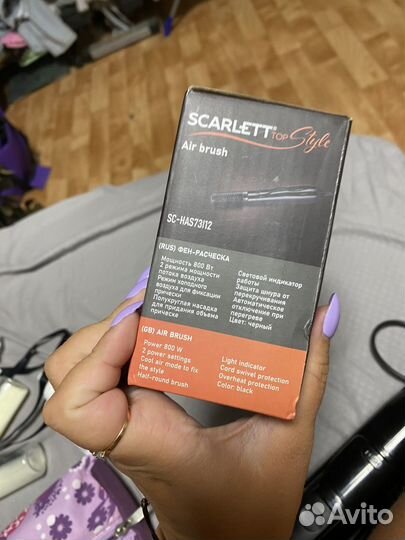 SCARLETT® TOP Style
Air brush
SC-HAS73I12
(RUS) ФЕН-РАСЧЕСКА
Мощность 800 Вт
2 режима мощности
потока воздуха
Режим холодного
воздуха для фиксации
прически
Полукруглая насадка
для придания объема
прическе
Световой индикатор
работы
Защита шнура от
перекручивания
Автоматическое
отключение при
перегреве
Цвет: черный
(GB) AIR BRUSH
Power 800 W
2 power settings
Cool air mode to fix
the style
Half-round brush
Light indicator
Cord swivel protection
Overheat protection
Color: black
Avito